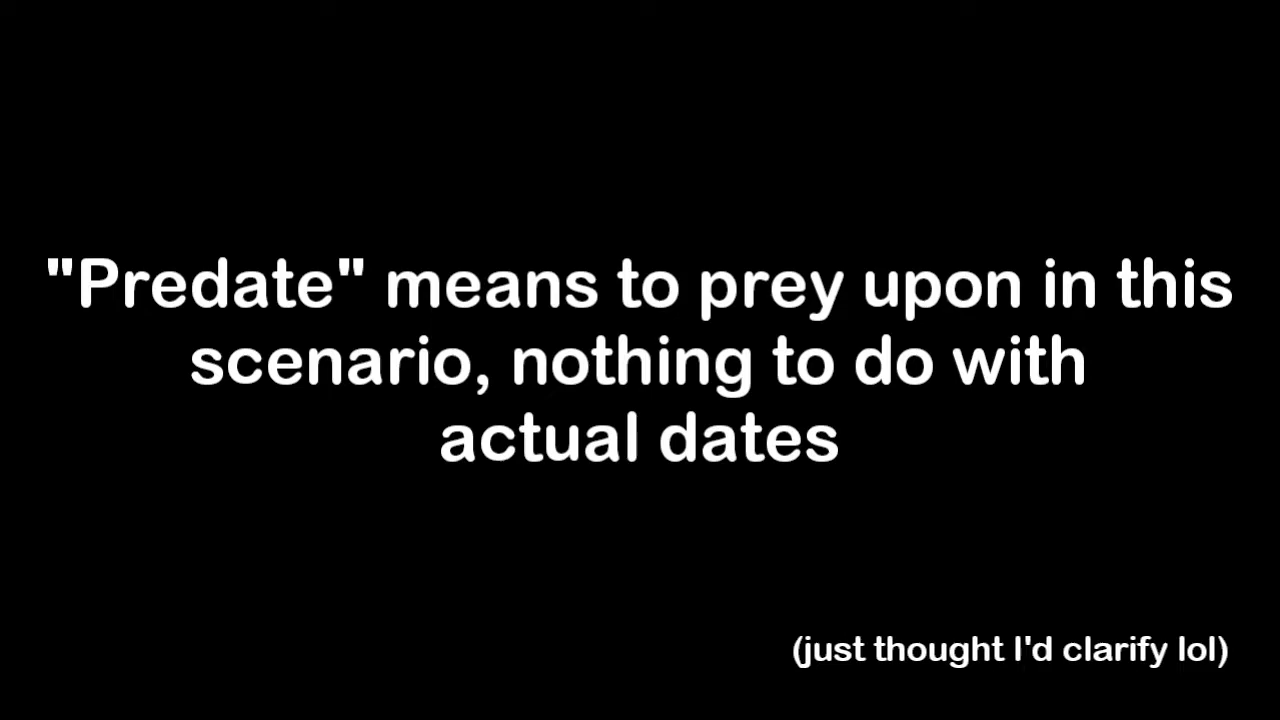 "Predate" means to prey upon in this
scenario, nothing to do with
actual dates
(just thought I'd clarify lol)